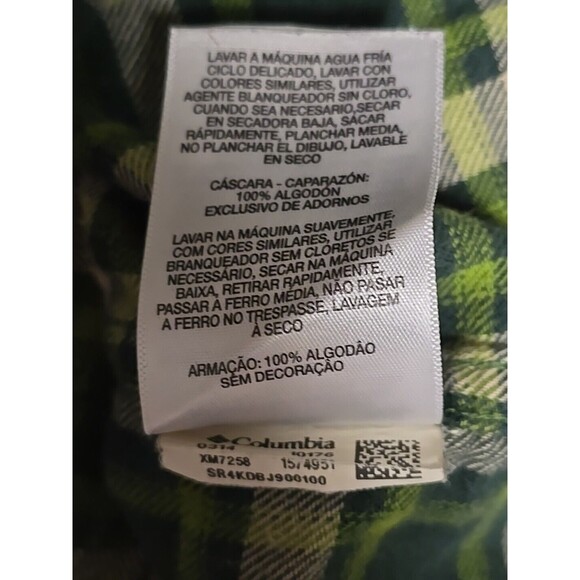 LAVAR A MÁQUINA AGUA FRÍA
CICLO DELICADO, LAVAR CON
COLORES SIMILARES, UTILIZAR
AGENTE BLANQUEADOR SIN CLORO,
CUANDO SEA NECESARIO,SECAR
EN SECADORA BAJA, SACAR
RÁPIDAMENTE, PLANCHAR MEDIA,
NO PLANCHAR EL DIBUJO, LAVABLE
EN SECO
CÁSCARA - CAPARAZÓN:
100% ALGODÓN
EXCLUSIVO DE ADORNOS
LAVAR NA MÁQUINA SUAVEMENTE,
COM CORES SIMILARES, UTILIZAR
BRANQUEADOR SEM CLORETOS SE
NECESSÁRIO, SECAR NA MÁQUINA
BAIXA, RETIRAR RAPIDAMENTE,
PASSAR À FERRO MÉDIA, NÃO PASAR
A FERRO NO TRESPASSE, LAVAGEM
À SECO
ARMAÇÃO: 100% ALGODÃO
SEM DECORAÇÃO
Columbia
0314 10176
XM7258 1574951
SR4KDBJ900100